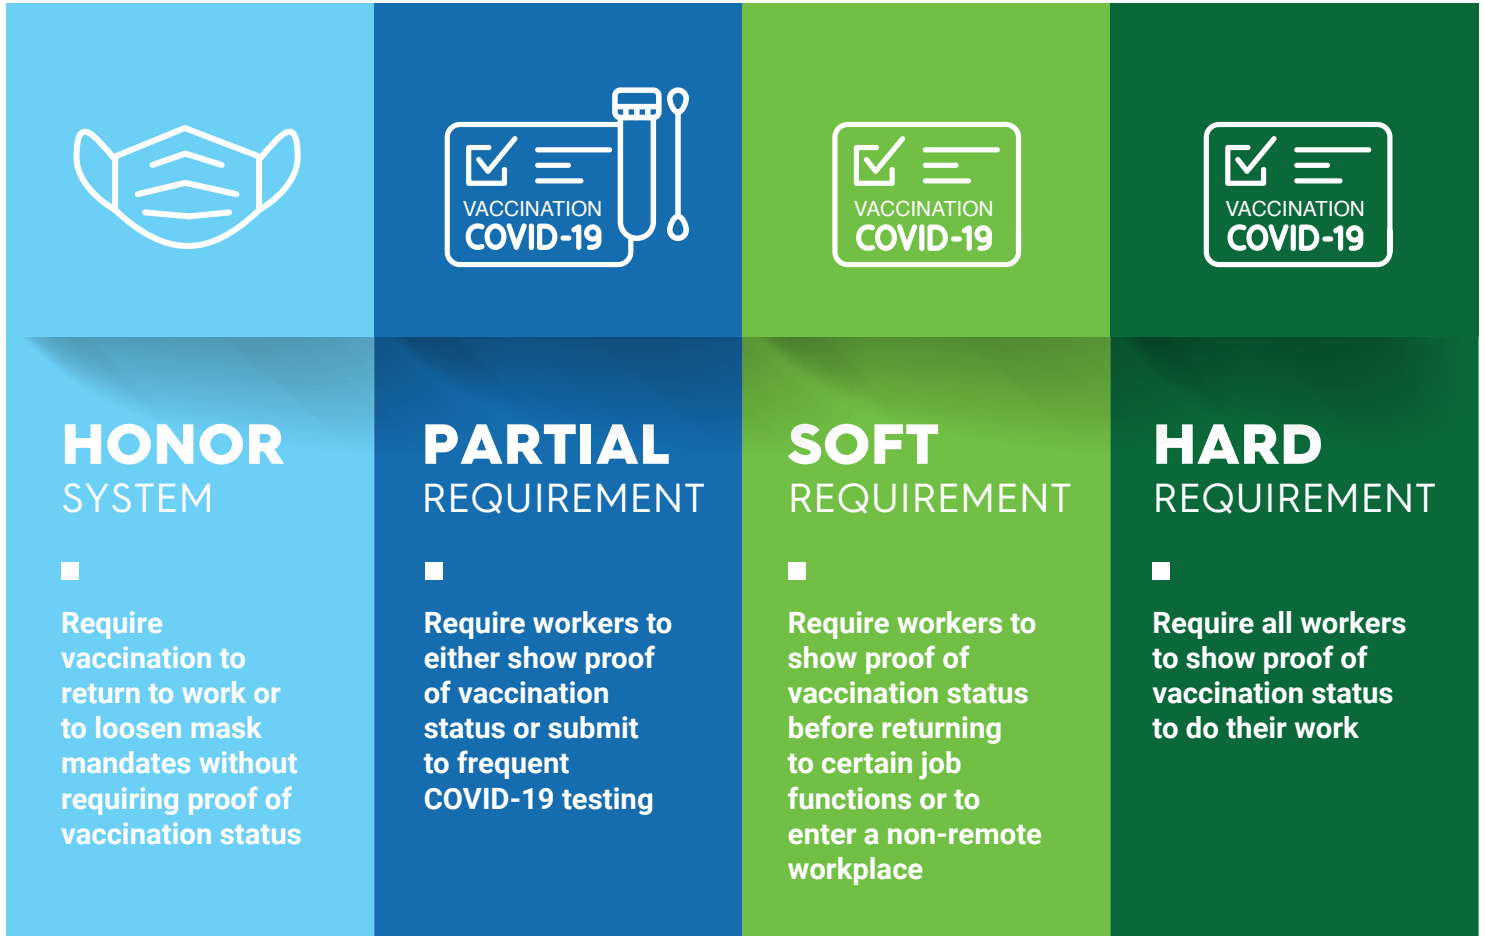 VACCINATION
COVID-19
VACCINATION
COVID-19
VACCINATION
COVID-19
HONOR
SYSTEM
Require
vaccination to
return to work or
to loosen mask
mandates without
requiring proof of
vaccination status
PARTIAL
REQUIREMENT
Require workers to
either show proof
of vaccination
status or submit
to frequent
COVID-19 testing
SOFT
REQUIREMENT
Require workers to
show proof of
vaccination status
before returning
to certain job
functions or to
enter a non-remote
workplace
HARD
REQUIREMENT
Require all workers
to show proof of
vaccination status
to do their work